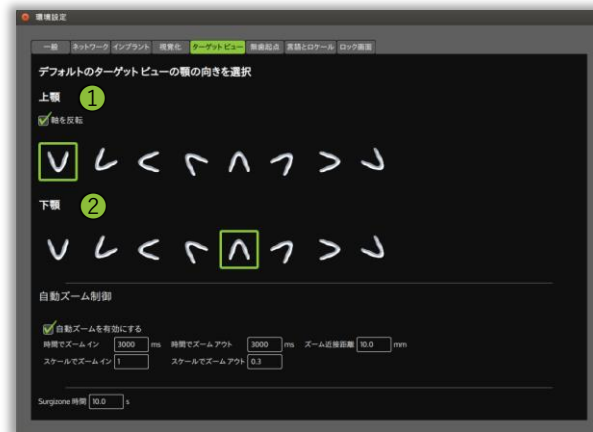 環境設定
一般 ネットワーク インプラント 視覚化 ターゲット ビュー 無歯起点 言語とロケール ロック画面
デフォルトのターゲット ビューの顎の向きを選択
上顎 1
軸を反転
下顎 2
自動ズーム制御
自動ズームを有効にする
時間でズーム イン 3000 ms 時間でズーム アウト 3000 ms ズーム近接距離 10.0 mm
スケールでズーム イン 1 スケールでズーム アウト 0.3
Surgizone 時間 10.0 s